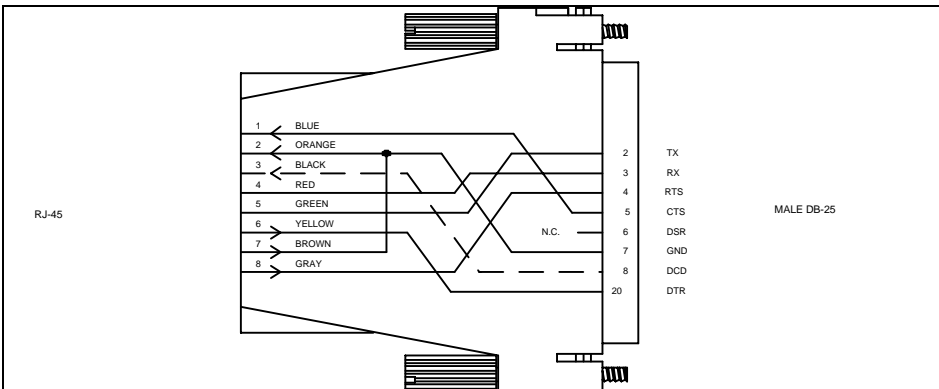 1 BLUE
2 ORANGE
3 BLACK
4 RED
5 GREEN
6 YELLOW
7 BROWN
8 GRAY
RJ-45
N.C.
2 TX
3 RX
4 RTS
5 CTS
6 DSR
7 GND
8 DCD
20 DTR
MALE DB-25